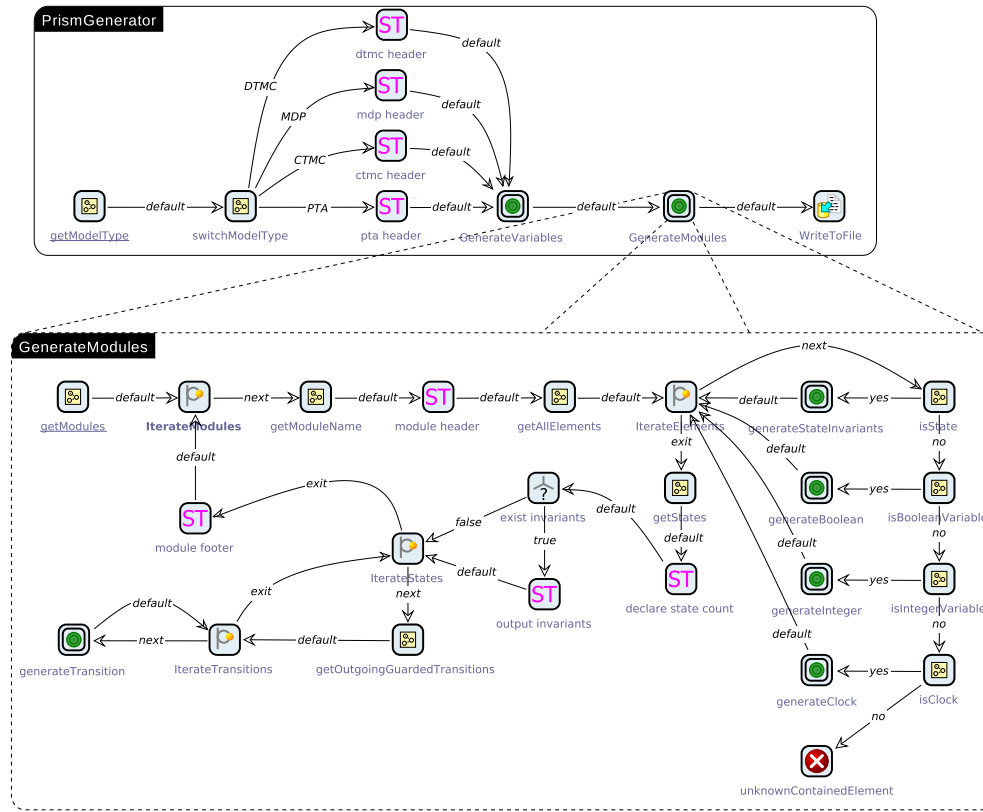 PrismGenerator
ST
dtmc header
default
DTMC
ST
mdp header
default
MDP
ST
ctmc header
default
CTMC
getModelType
default
switchModelType
PTA
ST
pta header
default
GenerateVariables
default
GenerateModules
default
WriteToFile
GenerateModules
next
getModules
default
IterateModules
next
getModuleName
default
ST
module header
default
getAllElements
default
IterateElements
default
generateStateInvariants
yes
isState
default
exit
default
no
exit
ST
module footer
false
?
exist invariants
default
getStates
generateBoolean
yes
isBooleanVariable
true
default
default
no
IterateStates
default
ST
output invariants
ST
declare state count
generateInteger
yes
isIntegerVariable
exit
next
default
no
default
generateTransition
next
IterateTransitions
default
getOutgoingGuardedTransitions
generateClock
yes
isClock
no
unknownContainedElement